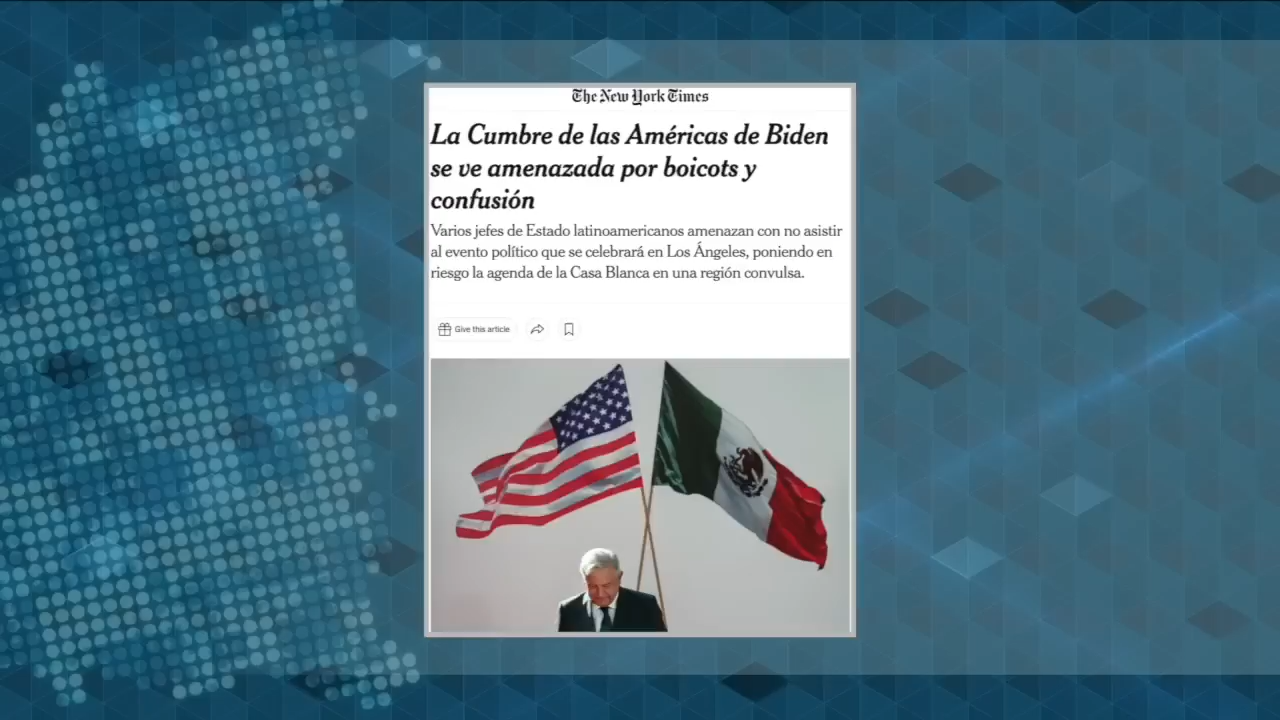 The New York Times
La Cumbre de las Américas de Biden
se ve amenazada por boicots y
confusión
Varios jefes de Estado latinoamericanos amenazan con no asistir
al evento político que se celebrará en Los Ángeles, poniendo en
riesgo la agenda de la Casa Blanca en una región convulsa.
Give this article